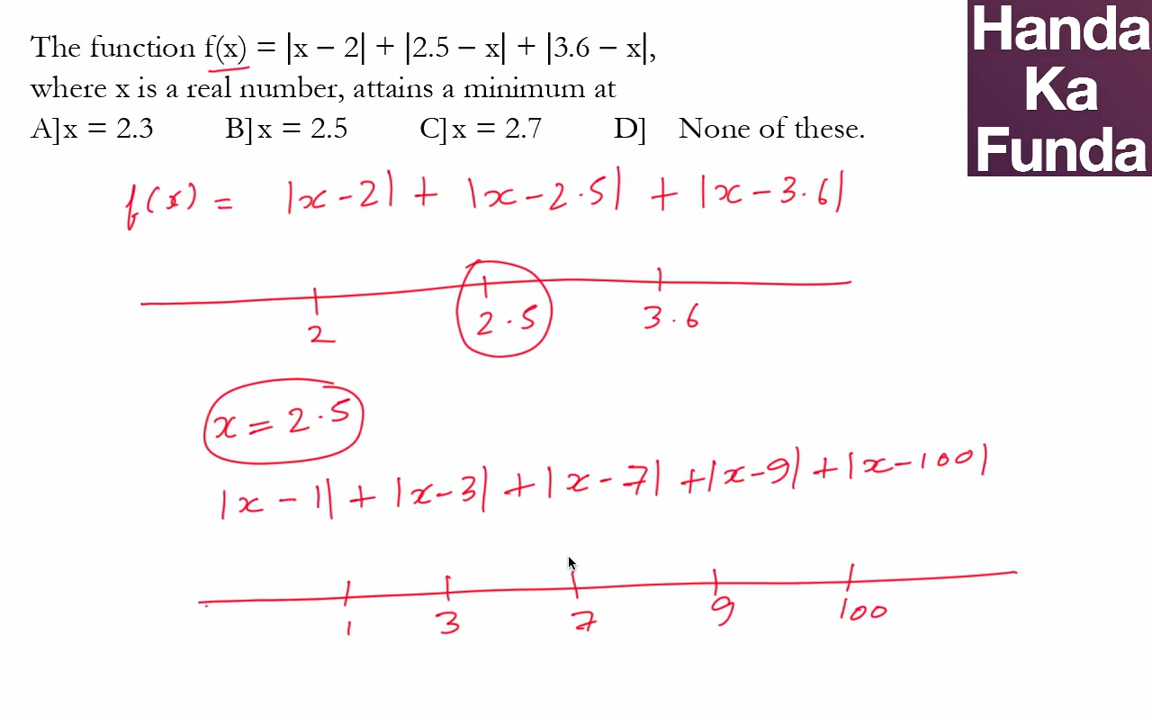 The function f(x) = |x − 2| + |2.5 − x| + |3.6 − x|,
where x is a real number, attains a minimum at
A]x = 2.3 B]x = 2.5 C]x = 2.7 D] None of these.
Handa
Ka
Funda
f(x) = |x-2| + |x-2.5| + |x-3.6|
2 2.5 3.6
x = 2.5
|x-1| + |x-3| + |x-7| + |x-9| + |x-100|
1 3 7 9 100